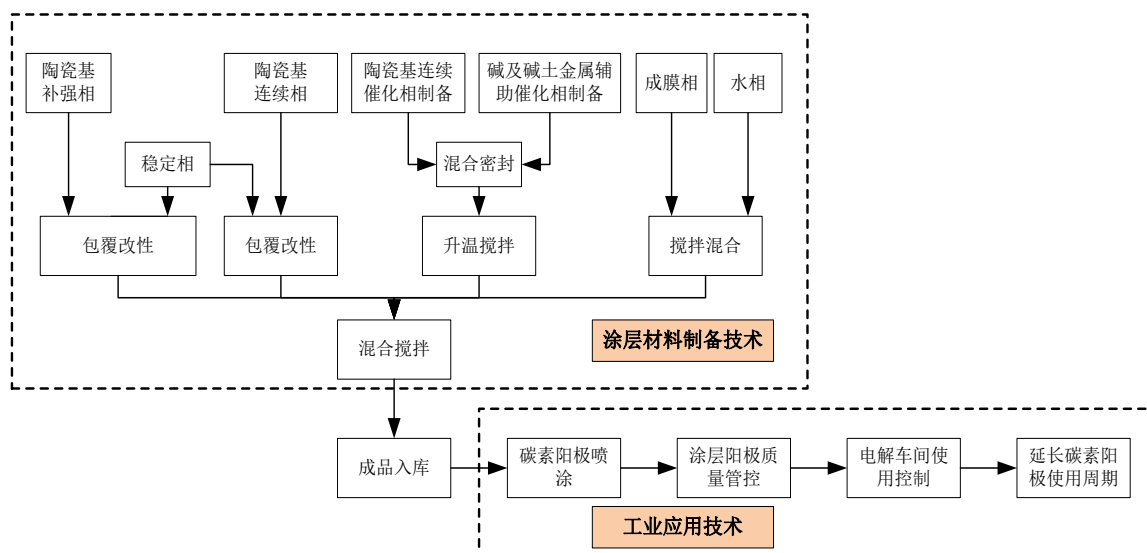 陶瓷基
补强相
陶瓷基
连续相
陶瓷基连续
催化相制备
碱及碱土金属辅
助催化相制备
成膜相
水相
稳定相
混合密封
包覆改性
包覆改性
升温搅拌
搅拌混合
混合搅拌
涂层材料制备技术
成品入库
碳素阳极喷
涂
涂层阳极质
量管控
电解车间使
用控制
延长碳素阳
极使用周期
工业应用技术